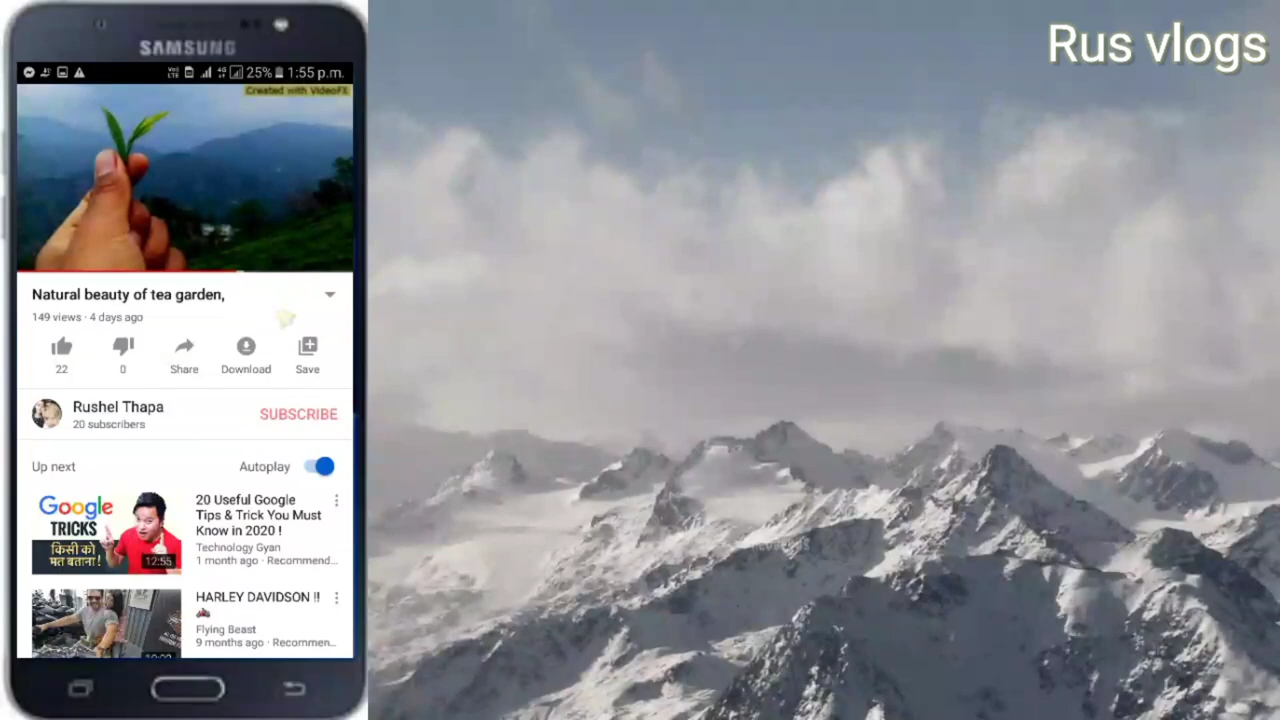 Rus vlogs
SAMSUNG
VoLTE 4G 25% 1:55 p.m.
Created with VideoFX
Natural beauty of tea garden,
149 views · 4 days ago
22
0
Share
Download
Save
Rushel Thapa
20 subscribers
SUBSCRIBE
Up next
Autoplay
Google
TRICKS
किसी को
मत बताना!
12:55
20 Useful Google
Tips & Trick You Must
Know in 2020 !
Technology Gyan
1 month ago · Recommend...
HARLEY DAVIDSON !!
Flying Beast
9 months ago · Recommen...